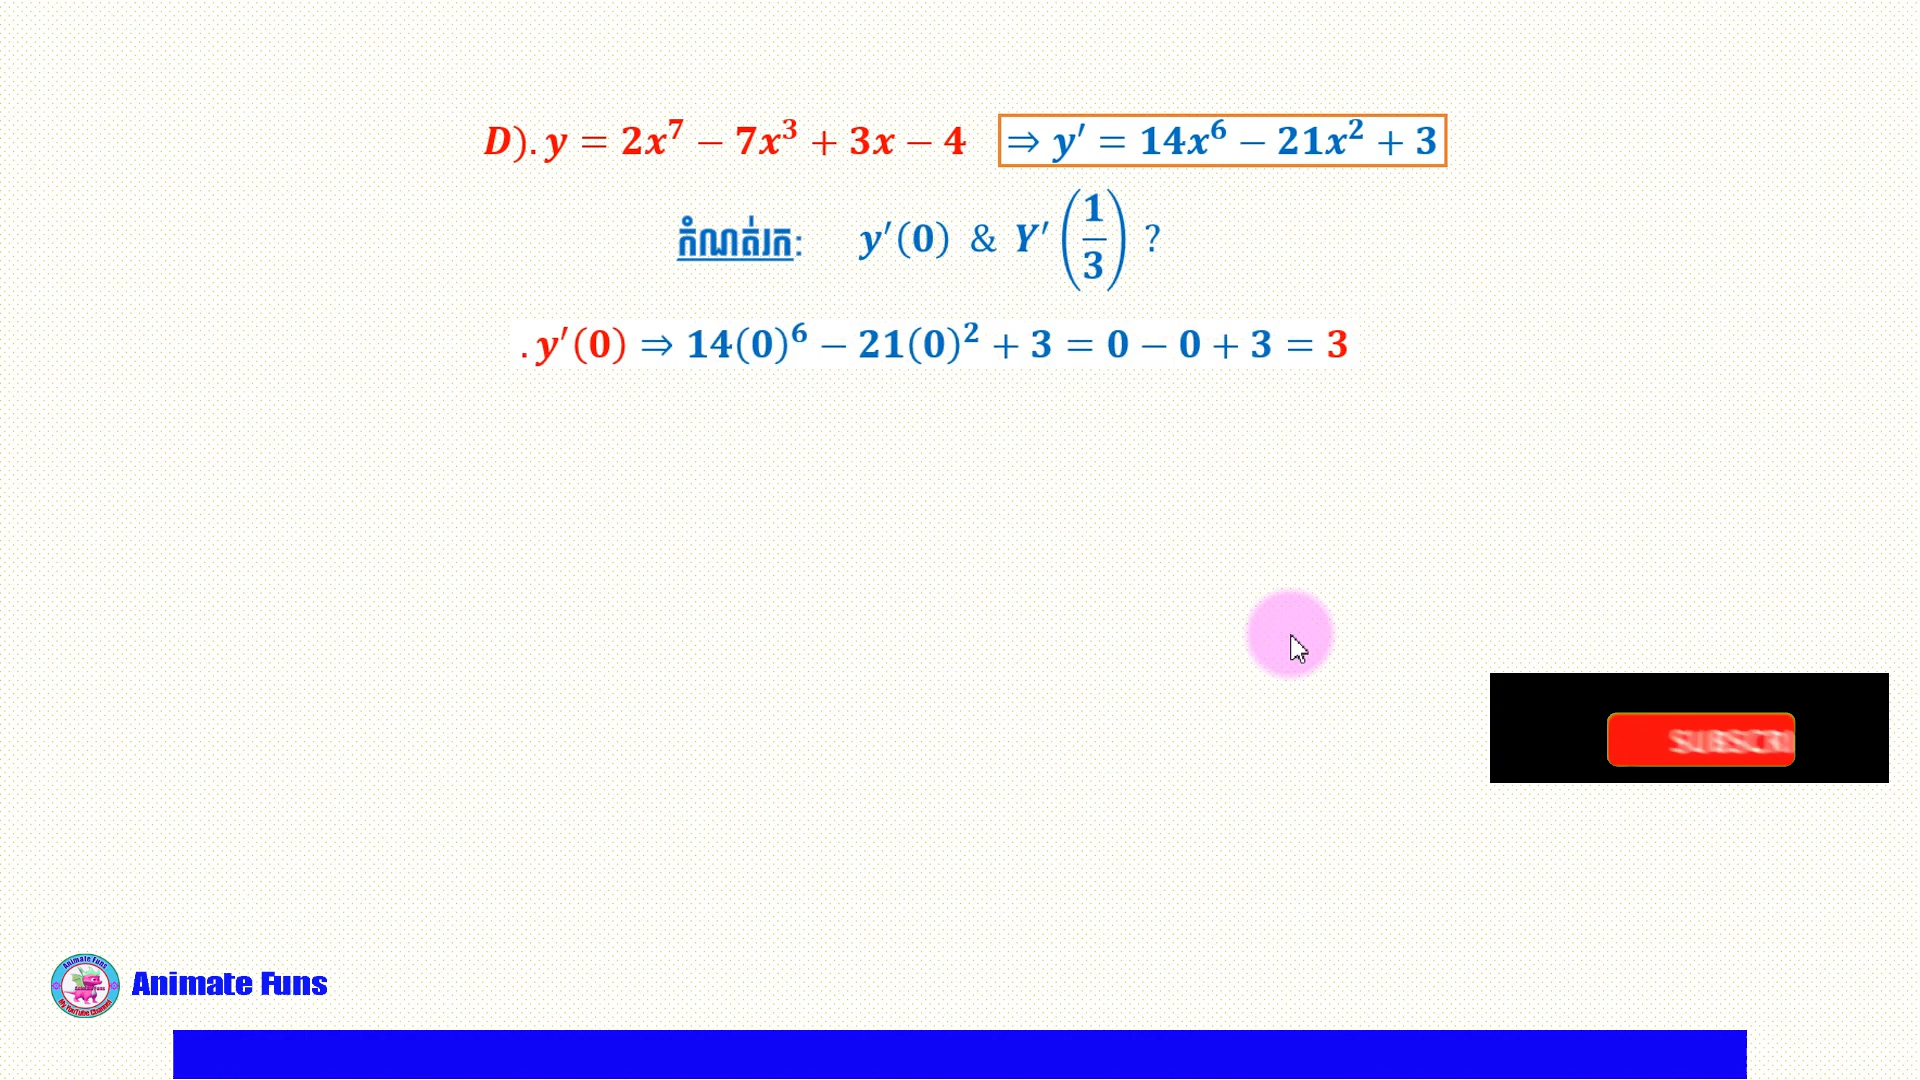 D). y = 2x⁷ − 7x³ + 3x − 4 ⇒ y′ = 14x⁶ − 21x² + 3
កំណត់រក: y′(0) & Y′(1/3) ?
. y′(0) ⇒ 14(0)⁶ − 21(0)² + 3 = 0 − 0 + 3 = 3
Animate Funs